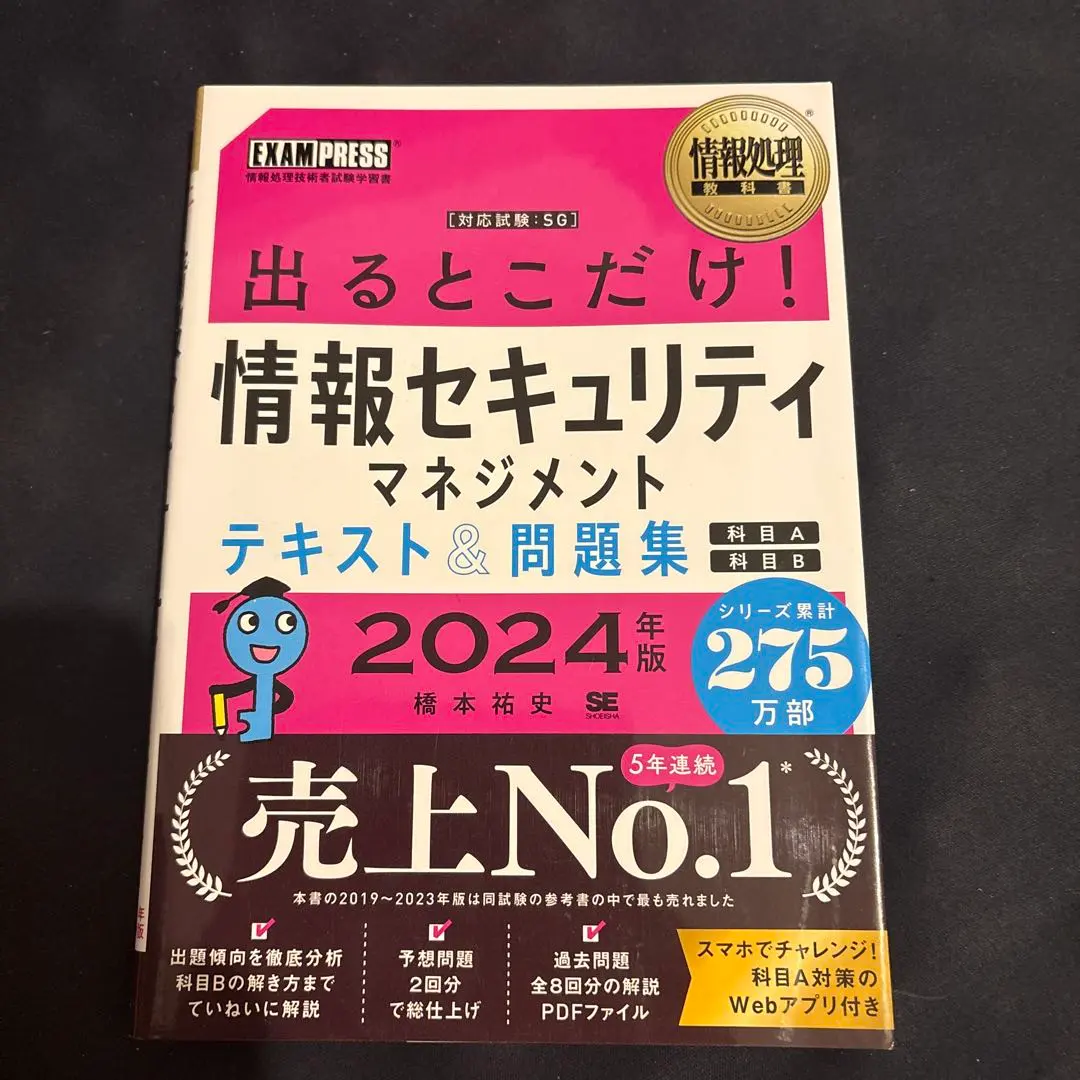 EXAMPRESS®
情報処理技術者試験学習書
情報処理®
教科書
[対応試験:SG]
出るとこだけ!
情報セキュリティ
マネジメント
テキスト&問題集
科目A
科目B
2024年版
橋本祐史
SE
SHOEISHA
シリーズ累計
275
万部
5年連続
売上No.1*
本書の2019〜2023年版は同試験の参考書の中で最も売れました
出題傾向を徹底分析
科目Bの解き方まで
ていねいに解説
予想問題
2回分
で総仕上げ
過去問題
全8回分の解説
PDFファイル
スマホでチャレンジ!
科目A対策の
Webアプリ付き
年版